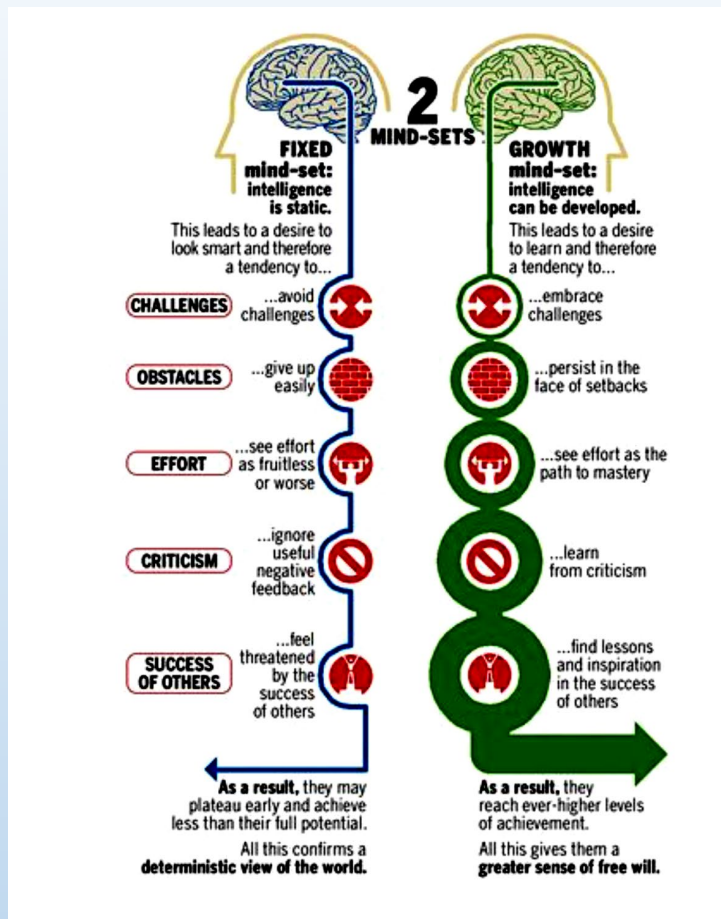 2
MIND-SETS
FIXED
mind-set:
intelligence
is static.
This leads to a desire to
look smart and therefore
a tendency to...
GROWTH
mind-set:
intelligence
can be developed.
This leads to a desire
to learn and therefore
a tendency to...
CHALLENGES
...avoid
challenges
...embrace
challenges
OBSTACLES
...give up
easily
...persist in the
face of setbacks
EFFORT
...see effort
as fruitless
or worse
...see effort as the
path to mastery
CRITICISM
...ignore
useful
negative
feedback
...learn
from criticism
SUCCESS
OF OTHERS
...feel
threatened
by the
success
of others
...find lessons
and inspiration
in the success
of others
As a result, they may
plateau early and achieve
less than their full potential.
All this confirms a
deterministic view of the world.
As a result, they
reach ever-higher levels
of achievement.
All this gives them a
greater sense of free will.